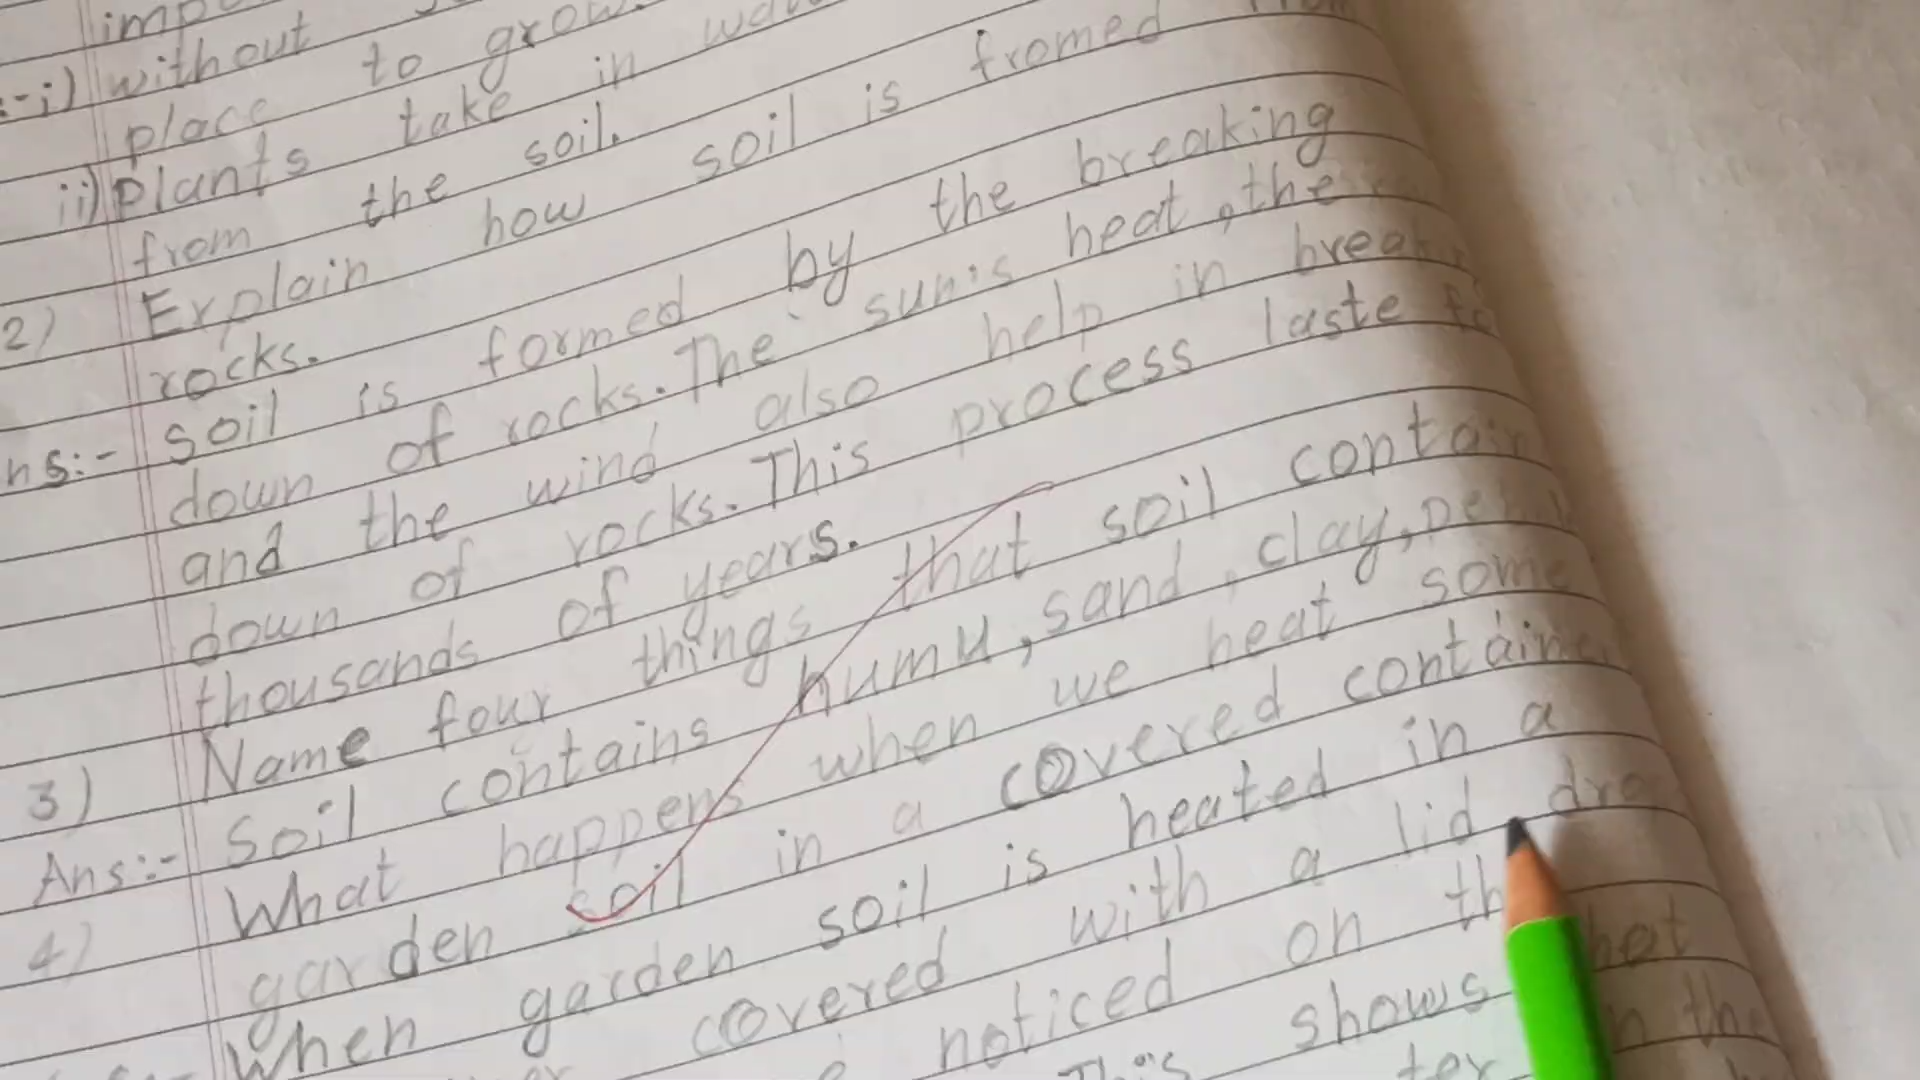 without
:-i) place to grow.
ii) Plants take in
from the soil.
2) Explain how soil is fromed from
rocks.
ns:- soil is formed by the breaking
down of rocks. The sun's heat, the
and the wind also help in
down of rocks. This process laste
thousands of years.
3) Name four things that soil contain
Ans:- Soil contains humu, sand, clay,
4) What happens when we heat some
garden soil in a covered
When garden soil is heated in a
covered with a lid
noticed on that
This shows